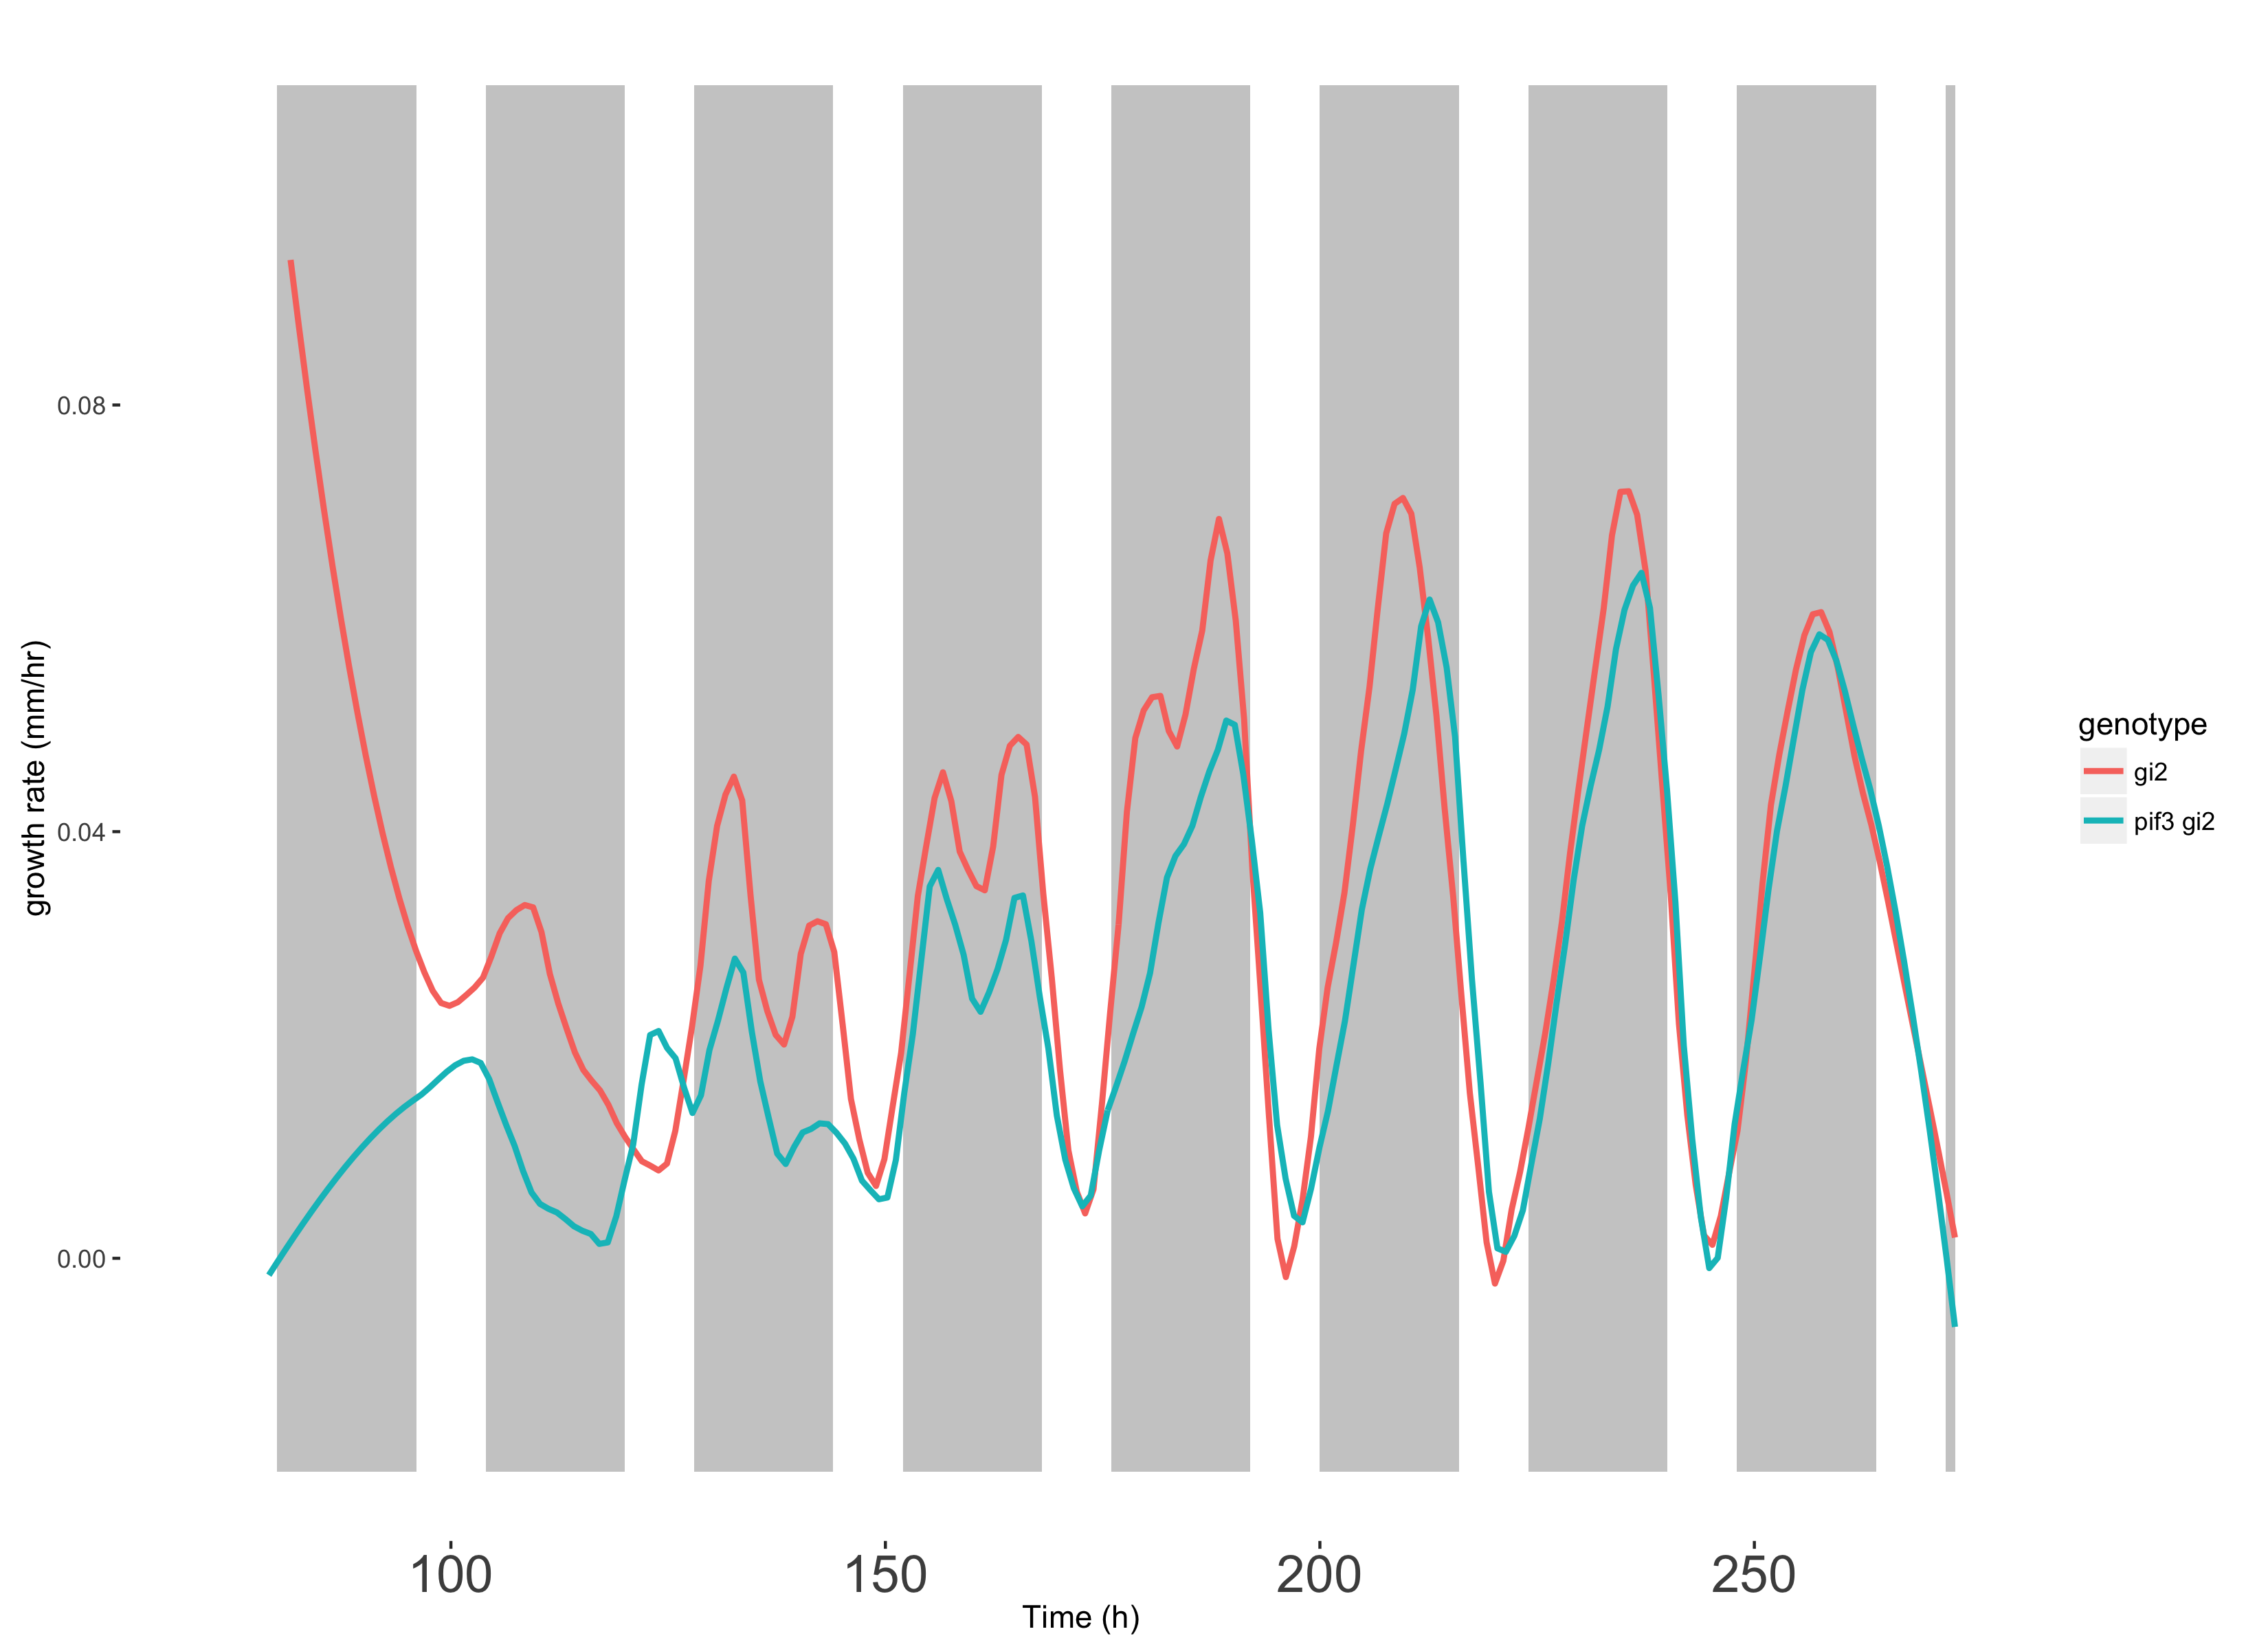 growth rate (mm/hr)
0.08
0.04
0.00
100
150
200
250
Time (h)
genotype
gi2
pif3 gi2